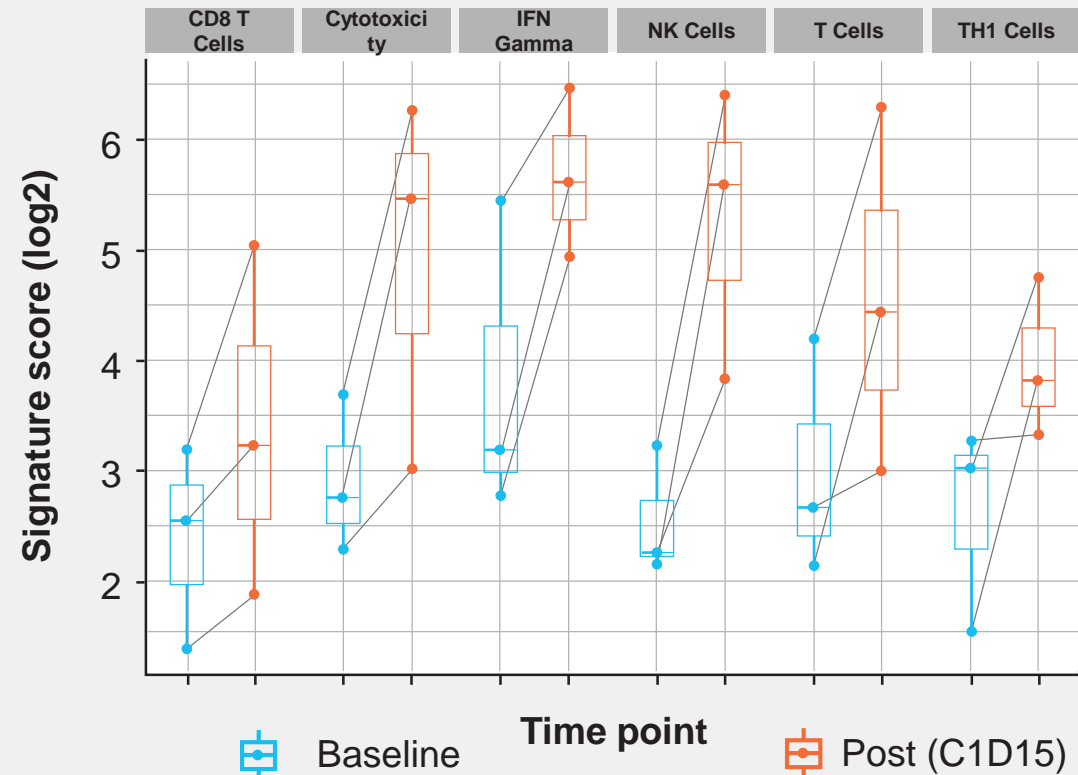 CD8 T
Cells
Cytotoxici
ty
IFN
Gamma
NK Cells
T Cells
TH1 Cells
Signature score (log2)
6
5
4
3
2
Time point
Baseline
Post (C1D15)